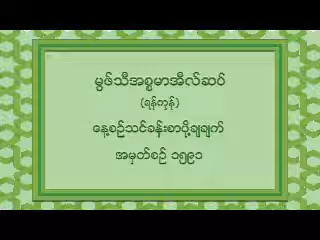 မွဖ်သီအစ္စမာအီလ်ဆပ်
(ရန်ကုန်)
နေ့စဉ်သင်ခန်းစာပို့ချချက်
အမှတ်စဉ် ၁၅၉၁